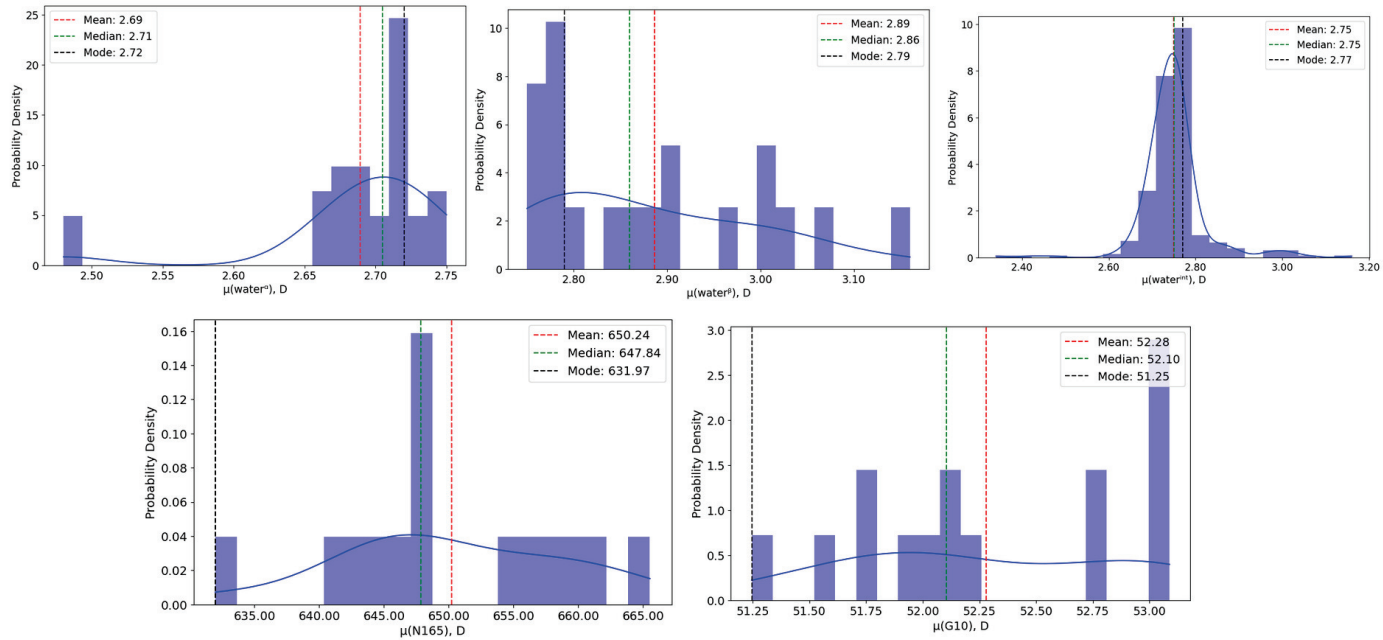 25
20
15
10
5
0
Probability Density
Mean: 2.69
Median: 2.71
Mode: 2.72
2.50
2.55
2.60
2.65
2.70
2.75
μ(waterᵅ), D
10
8
6
4
2
0
Probability Density
Mean: 2.89
Median: 2.86
Mode: 2.79
2.80
2.90
3.00
3.10
μ(waterᵝ), D
10
8
6
4
2
0
Probability Density
Mean: 2.75
Median: 2.75
Mode: 2.77
2.40
2.60
2.80
3.00
3.20
μ(waterⁱⁿᵗ), D
0.16
0.14
0.12
0.10
0.08
0.06
0.04
0.02
0.00
Probability Density
Mean: 650.24
Median: 647.84
Mode: 631.97
635.00
640.00
645.00
650.00
655.00
660.00
665.00
μ(N165), D
3.0
2.5
2.0
1.5
1.0
0.5
0.0
Probability Density
Mean: 52.28
Median: 52.10
Mode: 51.25
51.25
51.50
51.75
52.00
52.25
52.50
52.75
53.00
μ(G10), D